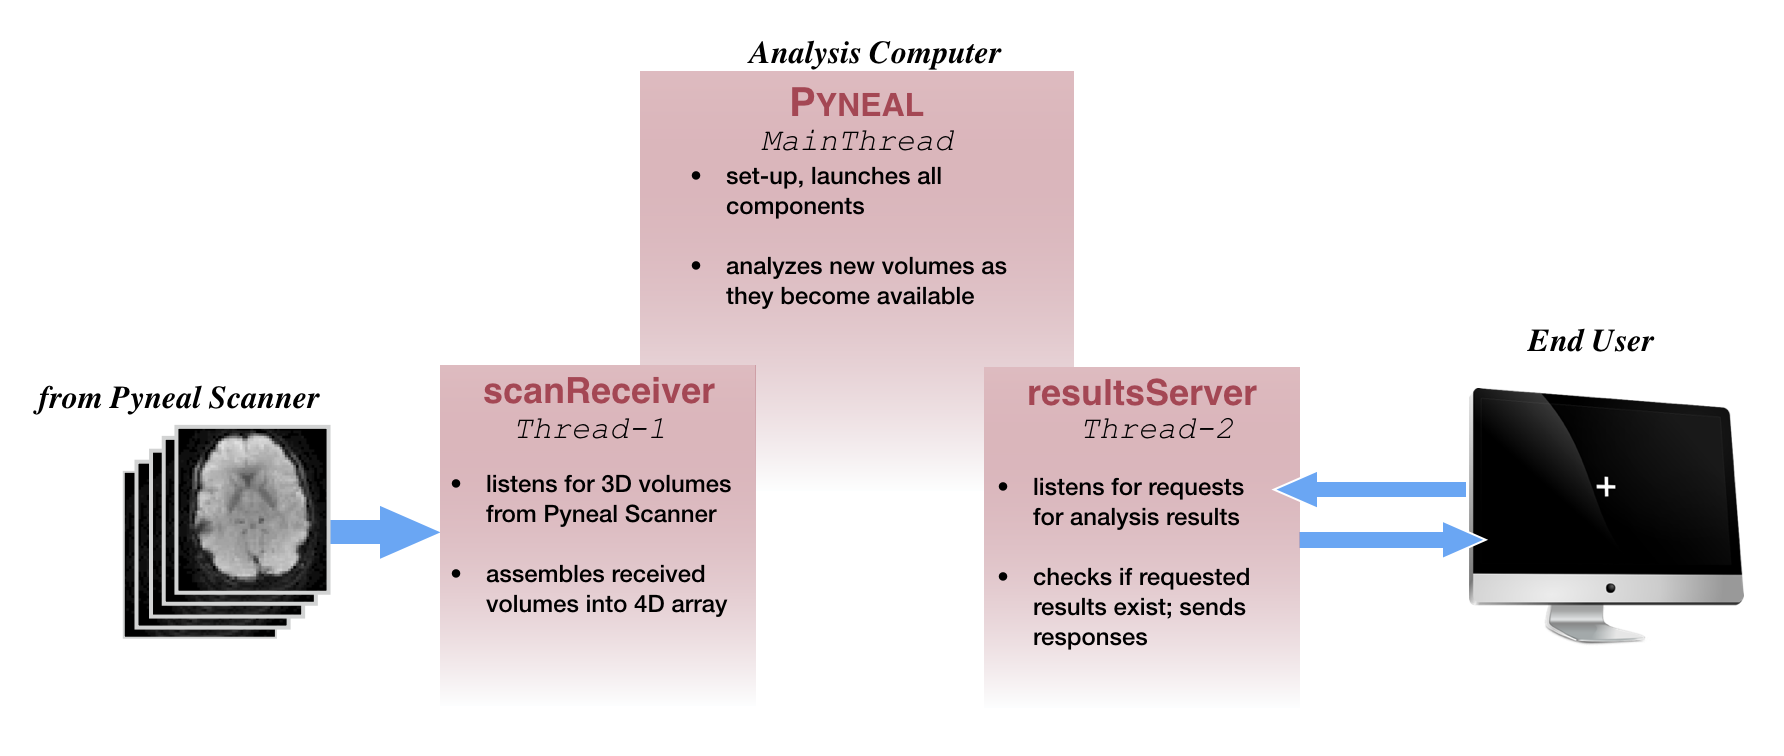 Analysis Computer
PYNEAL
MainThread
• set-up, launches all
components
• analyzes new volumes as
they become available
from Pyneal Scanner
scanReceiver
Thread-1
• listens for 3D volumes
from Pyneal Scanner
• assembles received
volumes into 4D array
resultsServer
Thread-2
• listens for requests
for analysis results
• checks if requested
results exist; sends
responses
End User
+